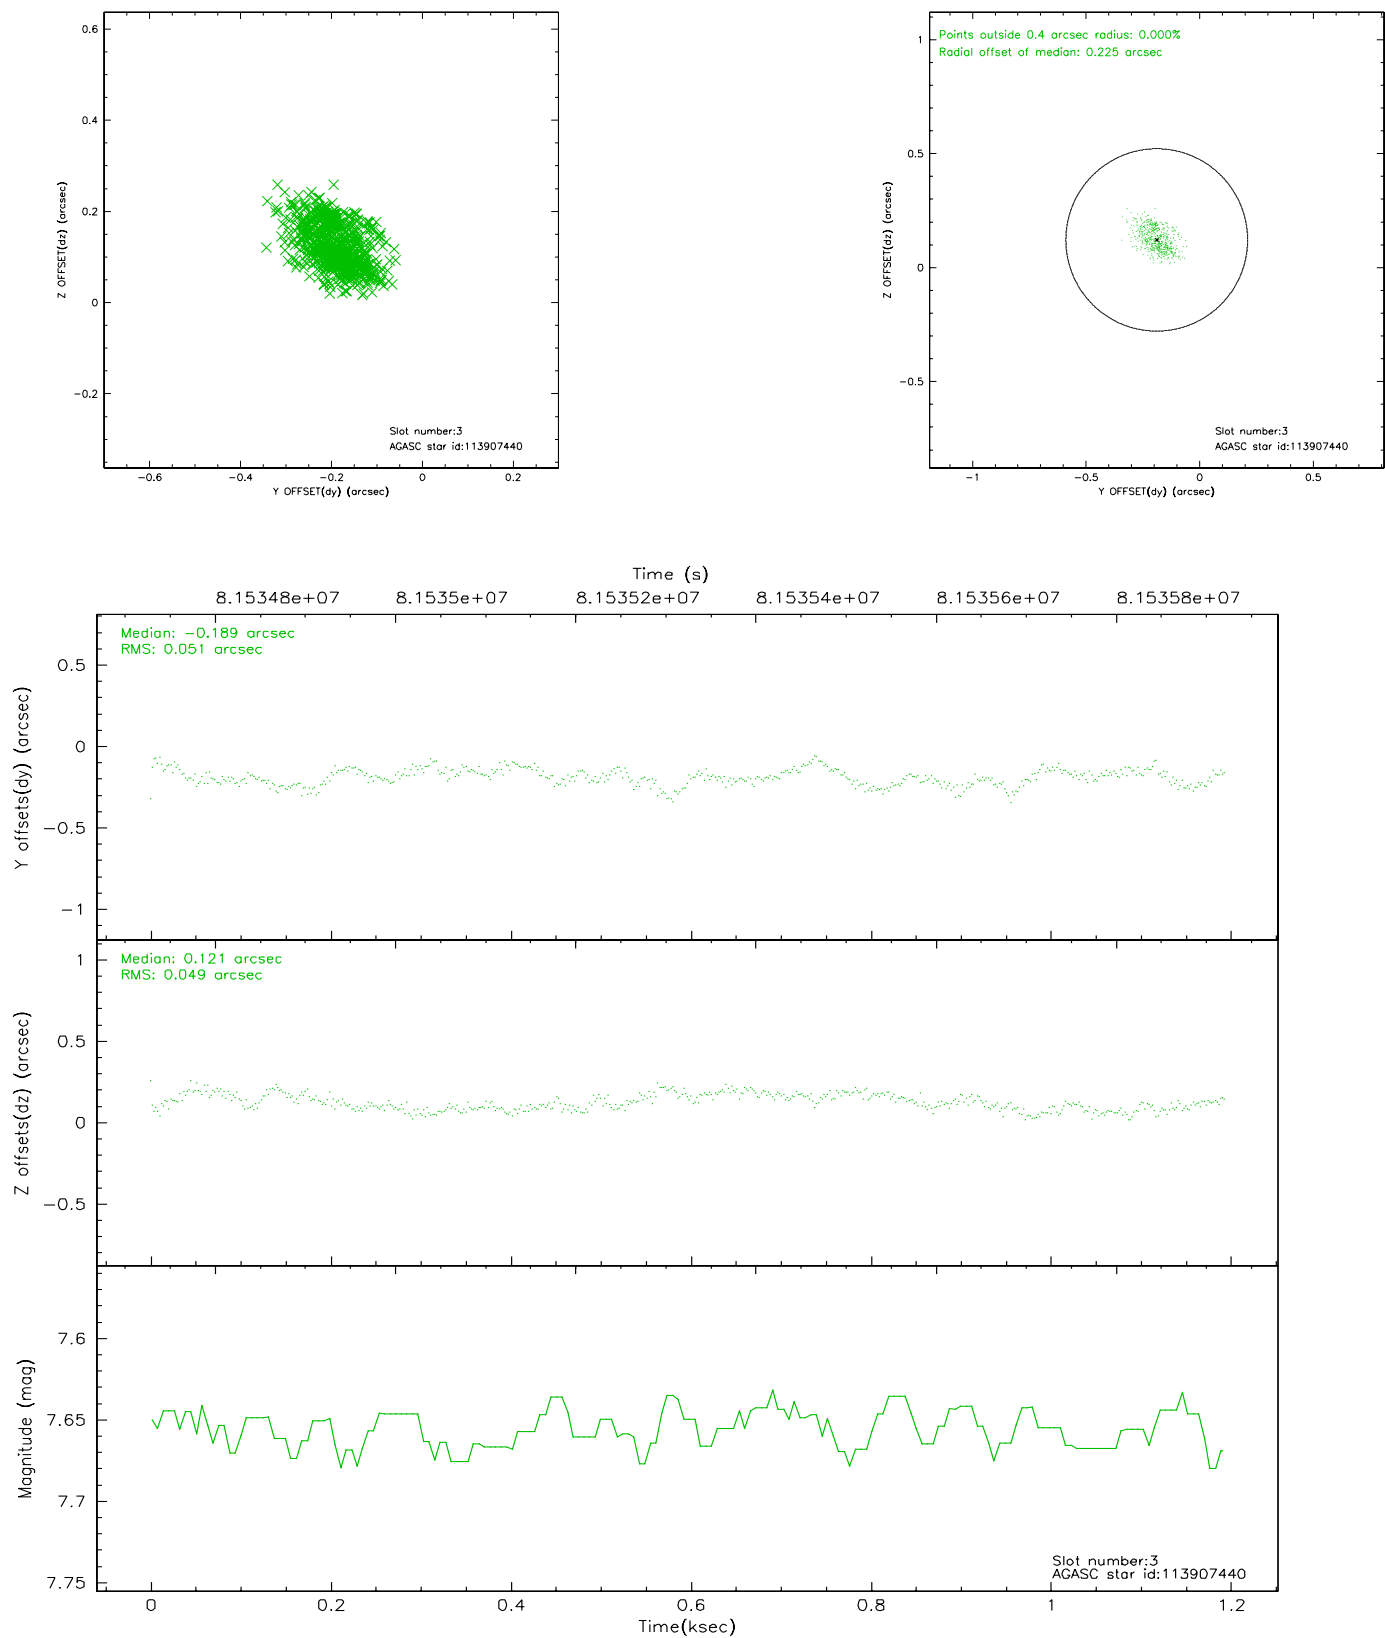 0.6
0.4
0.2
0
−0.2
Z OFFSET(dz) (arcsec)
Slot number:3
AGASC star id:113907440
−0.6 −0.4 −0.2 0 0.2
Y OFFSET(dy) (arcsec)
Points outside 0.4 arcsec radius: 0.000%
Radial offset of median: 0.225 arcsec
1
0.5
0
−0.5
Z OFFSET(dz) (arcsec)
Slot number:3
AGASC star id:113907440
−1 −0.5 0 0.5
Y OFFSET(dy) (arcsec)
Time (s)
8.15348e+07 8.1535e+07 8.15352e+07 8.15354e+07 8.15356e+07 8.15358e+07
Median: −0.189 arcsec
RMS: 0.051 arcsec
0.5
0
−0.5
−1
Y offsets(dy) (arcsec)
Median: 0.121 arcsec
RMS: 0.049 arcsec
1
0.5
0
−0.5
Z offsets(dz) (arcsec)
7.6
7.65
7.7
7.75
Magnitude (mag)
Slot number:3
AGASC star id:113907440
0 0.2 0.4 0.6 0.8 1 1.2
Time(ksec)